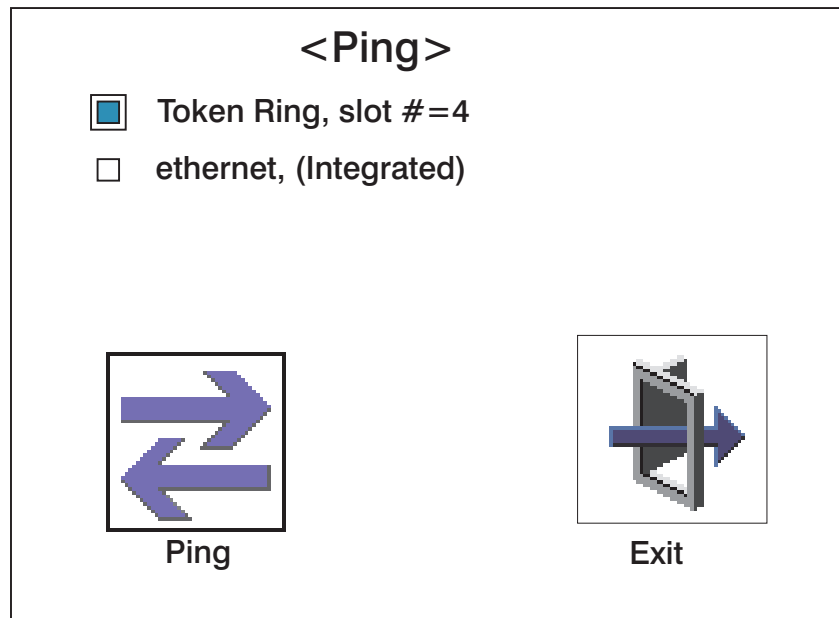 <Ping>
Token Ring, slot #=4
ethernet, (Integrated)
Ping
Exit